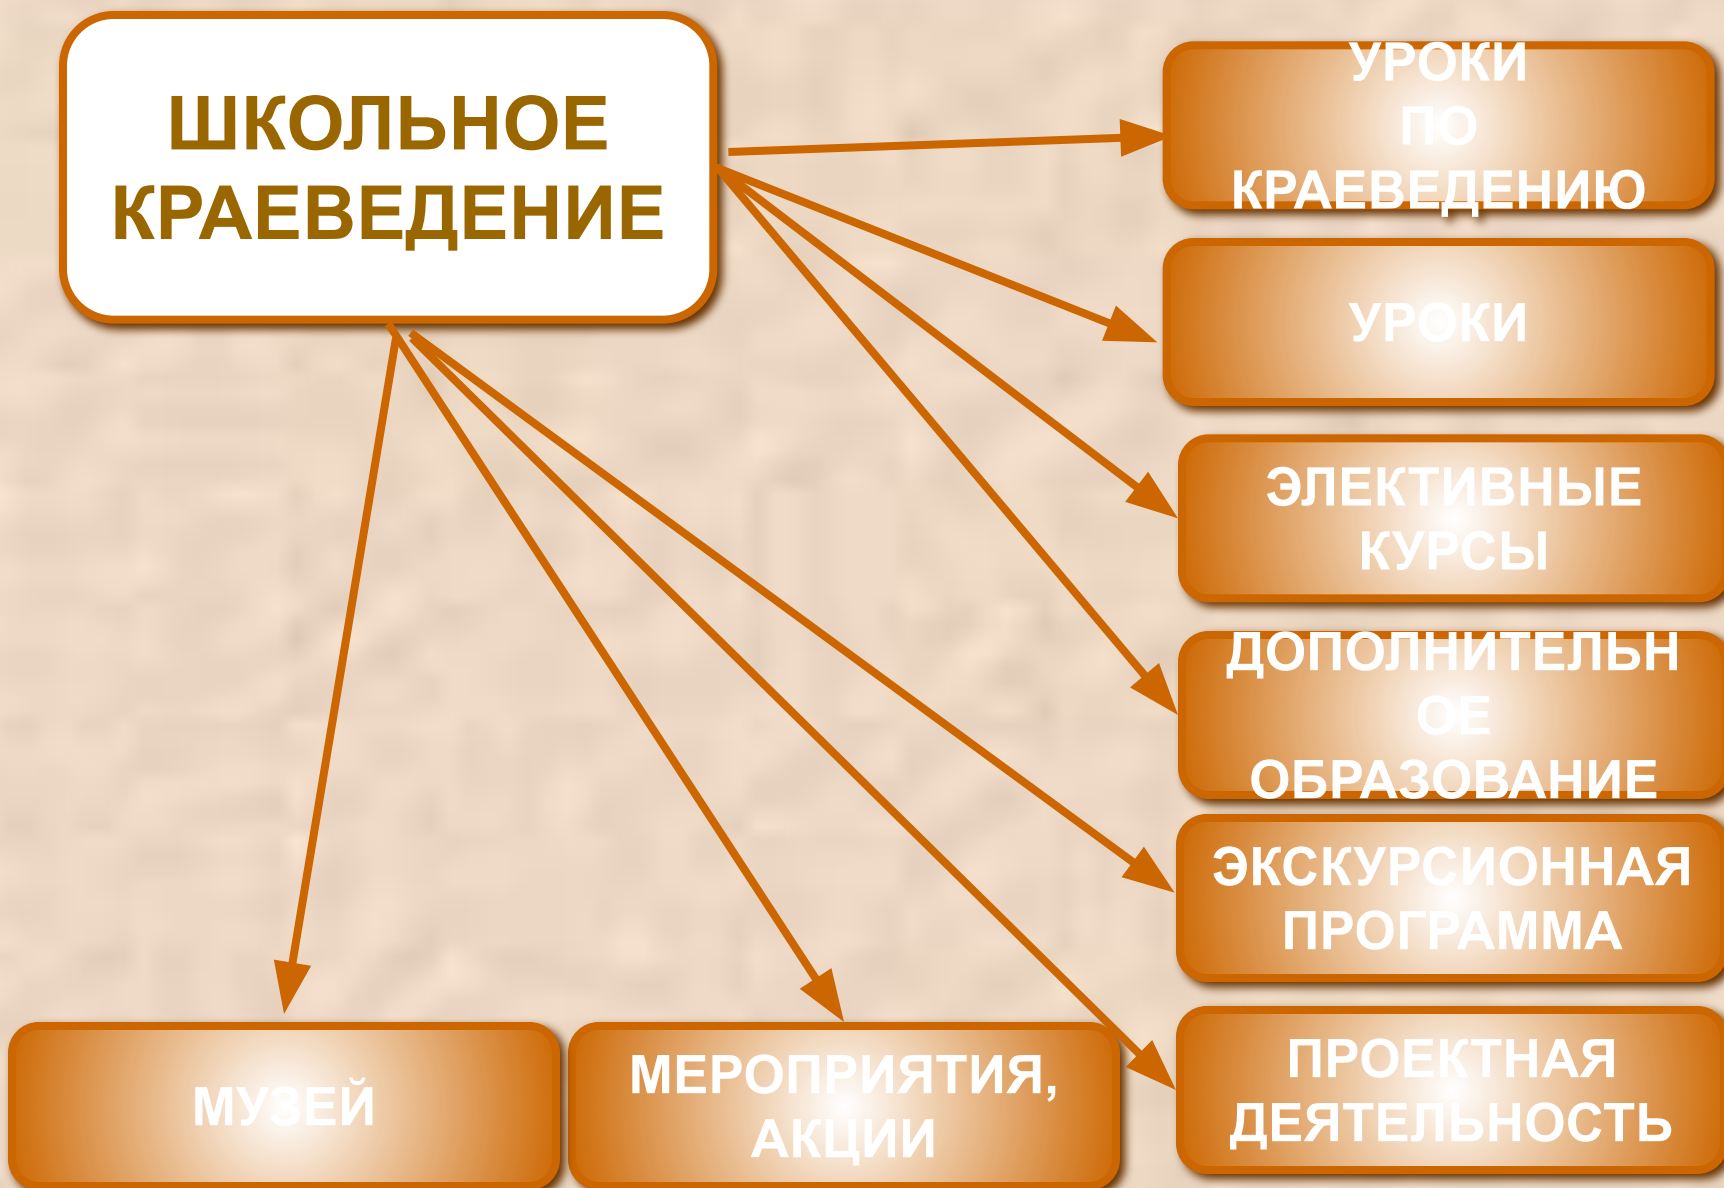 ШКОЛЬНОЕ
КРАЕВЕДЕНИЕ
УРОКИ
ПО
КРАЕВЕДЕНИЮ
УРОКИ
ЭЛЕКТИВНЫЕ
КУРСЫ
ДОПОЛНИТЕЛЬН
ОЕ
ОБРАЗОВАНИЕ
ЭКСКУРСИОННАЯ
ПРОГРАММА
ПРОЕКТНАЯ
ДЕЯТЕЛЬНОСТЬ
МЕРОПРИЯТИЯ,
АКЦИИ
МУЗЕЙ